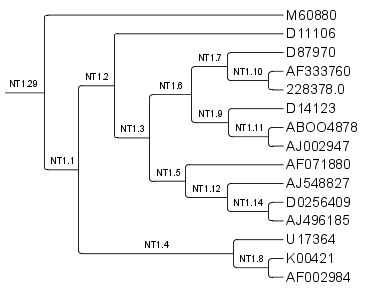 M60880
D11106
NT1.7
D87970
NT1.29
NT1.2
NT1.6
NT1.10
AF333760
228378.0
D14123
NT1.9
NT1.3
NT1.11
ABOO4878
AJ002947
NT1.1
NT1.5
AF071880
NT1.12
AJ548827
NT1.14
D0256409
AJ496185
NT1.4
U17364
NT1.8
K00421
AF002984